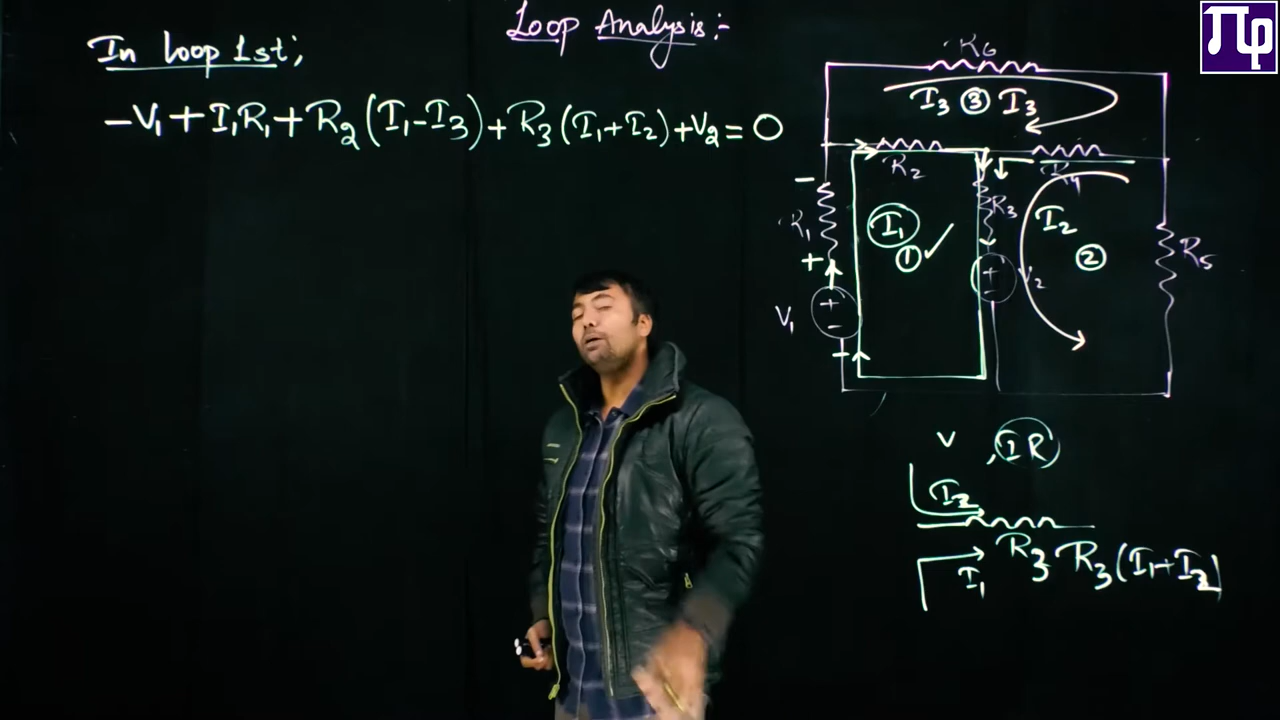 Loop Analysis:-
In loop 1st;
-V₁ + I₁R₁ + R₂(I₁-I₃) + R₃(I₁+I₂) + V₂ = 0
R₆
I₃ ③ I₃
R₂
R₄
R₁
I₁
①
R₃
I₂
②
R₅
V₁
V₂
+
-
V , IR
I₂
R₃ R₃(I₁+I₂)
I₁
πφ